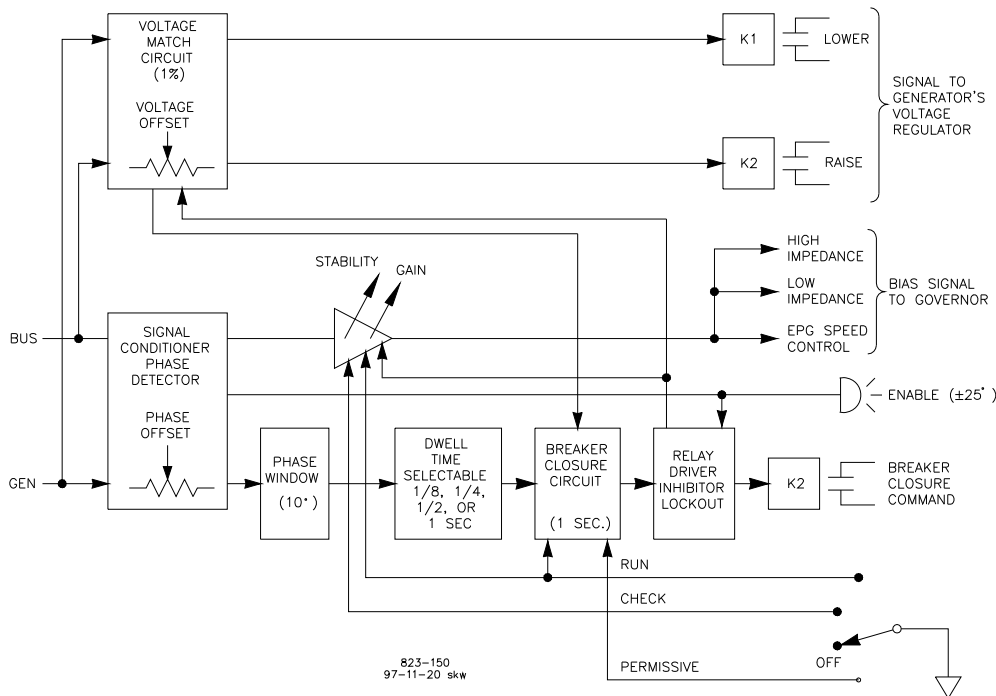 VOLTAGE
MATCH
CIRCUIT
(1%)
VOLTAGE
OFFSET
K1
LOWER
K2
RAISE
SIGNAL TO
GENERATOR'S
VOLTAGE
REGULATOR
STABILITY
GAIN
HIGH
IMPEDANCE
LOW
IMPEDANCE
EPG SPEED
CONTROL
BIAS SIGNAL
TO GOVERNOR
BUS
SIGNAL
CONDITIONER
PHASE
DETECTOR
PHASE
OFFSET
ENABLE (±25°)
GEN
PHASE
WINDOW
(10°)
DWELL
TIME
SELECTABLE
1/8, 1/4,
1/2, OR
1 SEC
BREAKER
CLOSURE
CIRCUIT
(1 SEC.)
RELAY
DRIVER
INHIBITOR
LOCKOUT
K2
BREAKER
CLOSURE
COMMAND
RUN
CHECK
OFF
PERMISSIVE
823-150
97-11-20 skw